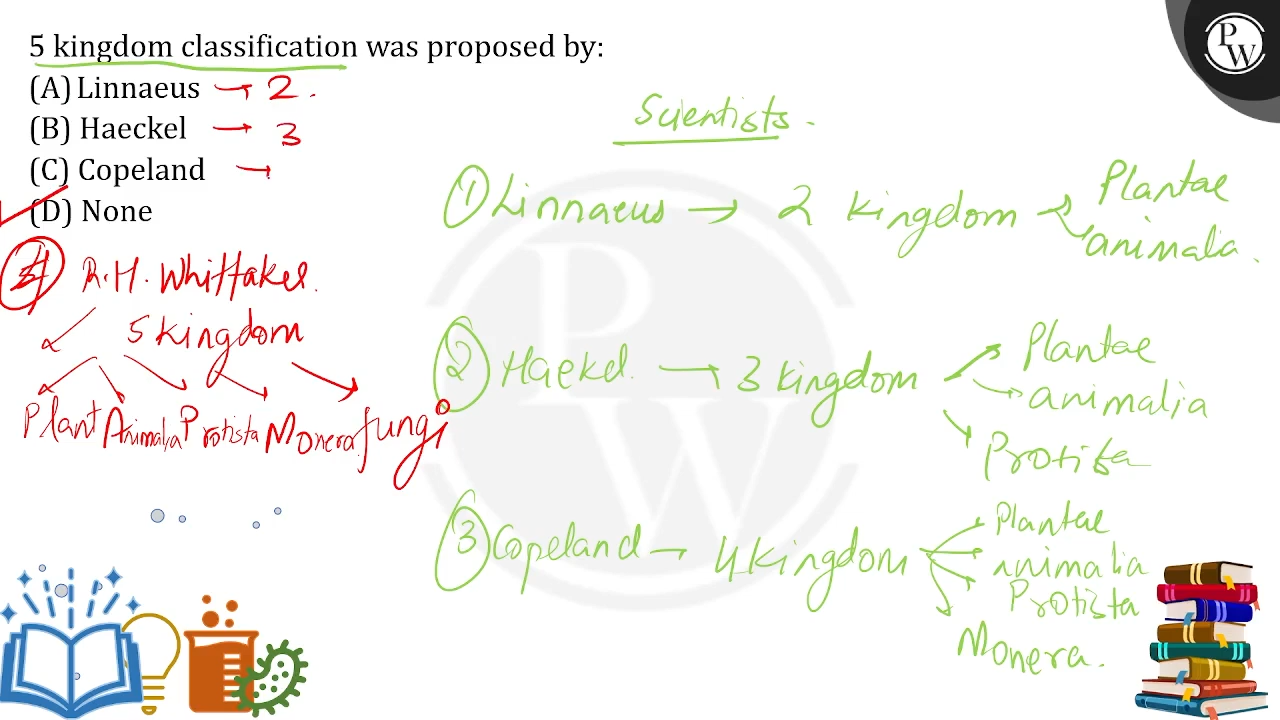 5 kingdom classification was proposed by:
(A) Linnaeus → 2.
(B) Haeckel → 3
(C) Copeland →
(D) None
④ R.H. Whittaker.
5 kingdom
Plant Animalia Protista Monera. fungi
Scientists.
① Linnaeus → 2 kingdom
Plantae
animalia.
② Haekel. → 3 kingdom
Plantae
animalia
Protista
③ Copeland → 4 Kingdom
Plantae
animalia
Protista
Monera.
PW
PW